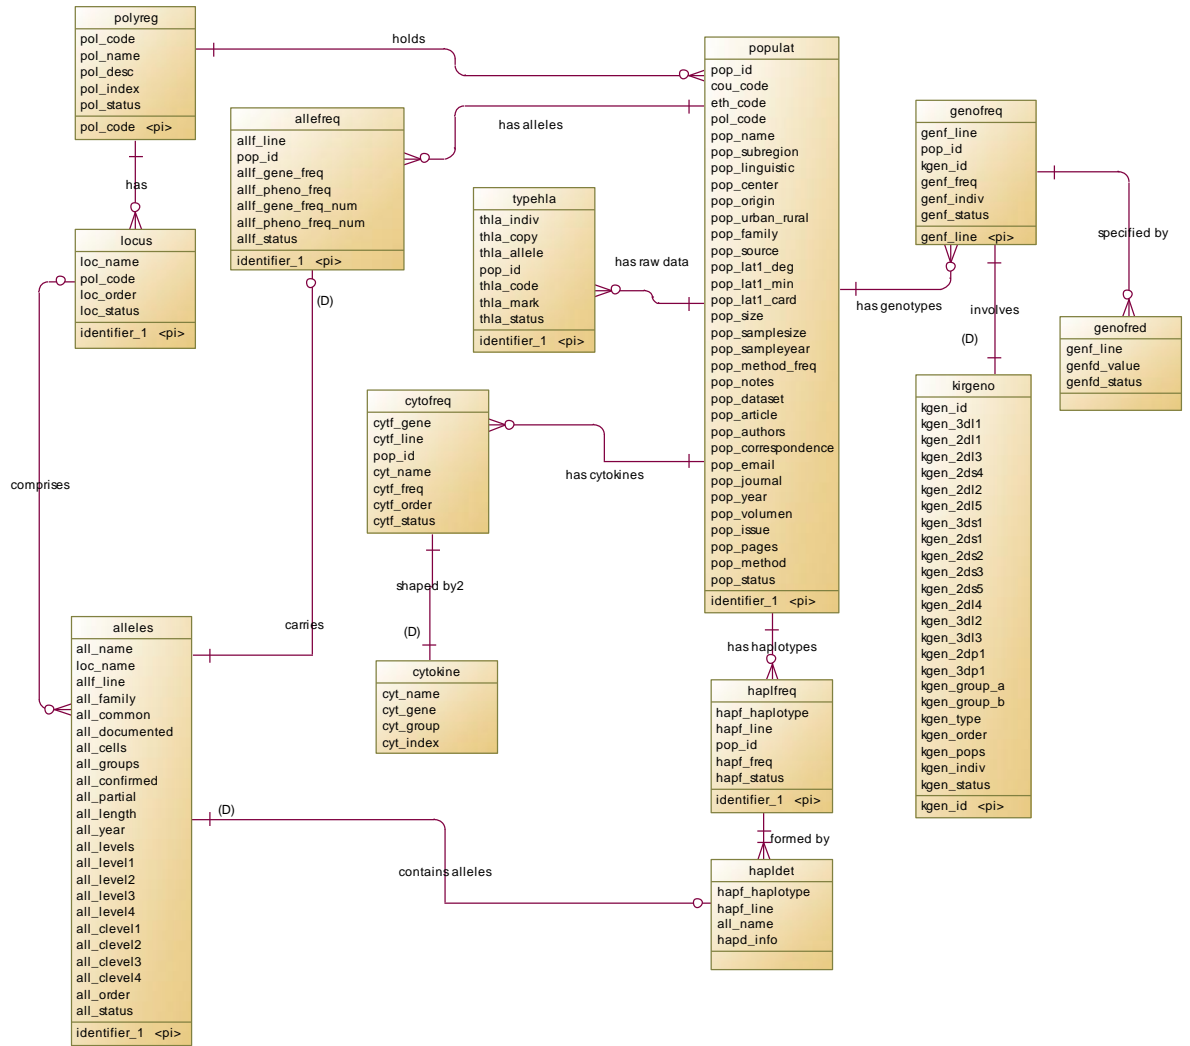 polyreg
pol_code
pol_name
pol_desc
pol_index
pol_status
pol_code <pi>
holds
has
populat
pop_id
cou_code
eth_code
pol_code
pop_name
pop_subregion
pop_linguistic
pop_center
pop_origin
pop_urban_rural
pop_family
pop_source
pop_lat1_deg
pop_lat1_min
pop_lat1_card
pop_size
pop_samplesize
pop_sampleyear
pop_method_freq
pop_notes
pop_dataset
pop_article
pop_authors
pop_correspondence
pop_email
pop_journal
pop_year
pop_volumen
pop_issue
pop_pages
pop_method
pop_status
identifier_1 <pi>
allefreq
allf_line
pop_id
allf_gene_freq
allf_pheno_freq
allf_gene_freq_num
allf_pheno_freq_num
allf_status
identifier_1 <pi>
has alleles
(D)
genofreq
genf_line
pop_id
kgen_id
genf_freq
genf_indiv
genf_status
genf_line <pi>
specified by
has genotypes
involves
(D)
typehla
thla_indiv
thla_copy
thla_allele
pop_id
thla_code
thla_mark
thla_status
identifier_1 <pi>
has raw data
locus
loc_name
pol_code
loc_order
loc_status
identifier_1 <pi>
comprises
genofred
genf_line
genfd_value
genfd_status
kirgeno
kgen_id
kgen_3dl1
kgen_2dl1
kgen_2dl3
kgen_2ds4
kgen_2dl2
kgen_2dl5
kgen_3ds1
kgen_2ds1
kgen_2ds2
kgen_2ds3
kgen_2ds5
kgen_2dl4
kgen_3dl2
kgen_3dl3
kgen_2dp1
kgen_3dp1
kgen_group_a
kgen_group_b
kgen_type
kgen_order
kgen_pops
kgen_indiv
kgen_status
kgen_id <pi>
cytofreq
cytf_gene
cytf_line
pop_id
cyt_name
cytf_freq
cytf_order
cytf_status
has cytokines
shaped by2
(D)
carries
cytokine
cyt_name
cyt_gene
cyt_group
cyt_index
alleles
all_name
loc_name
allf_line
all_family
all_common
all_documented
all_cells
all_groups
all_confirmed
all_partial
all_length
all_year
all_levels
all_level1
all_level2
all_level3
all_level4
all_clevel1
all_clevel2
all_clevel3
all_clevel4
all_order
all_status
identifier_1 <pi>
(D)
contains alleles
has haplotypes
haplfreq
hapf_haplotype
hapf_line
pop_id
hapf_freq
hapf_status
identifier_1 <pi>
formed by
hapldet
hapf_haplotype
hapf_line
all_name
hapd_info